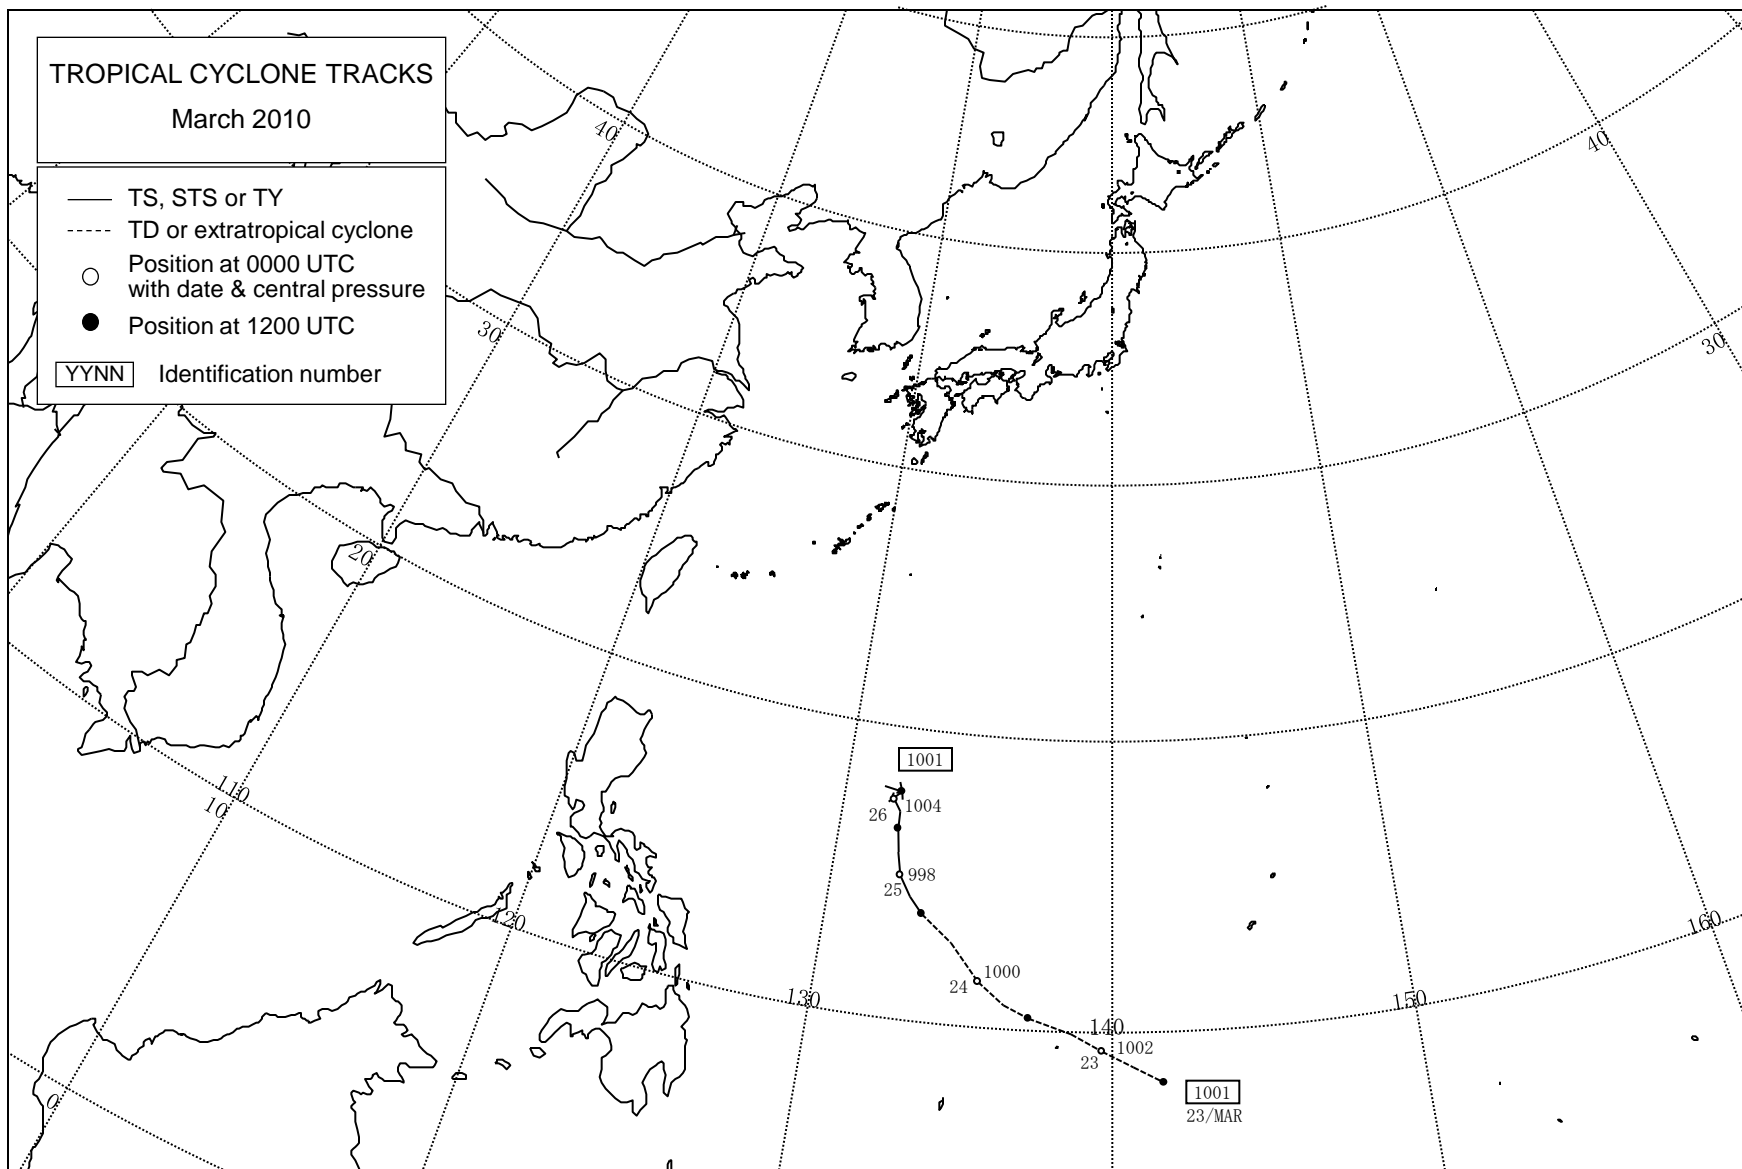 TROPICAL CYCLONE TRACKS
March 2010
TS, STS or TY
TD or extratropical cyclone
Position at 0000 UTC
with date & central pressure
Position at 1200 UTC
YYNN Identification number
40
40
30
30
20
110
10
120
130
140
150
160
0
1001
26 1004
25 998
24 1000
23 1002
1001
23/MAR